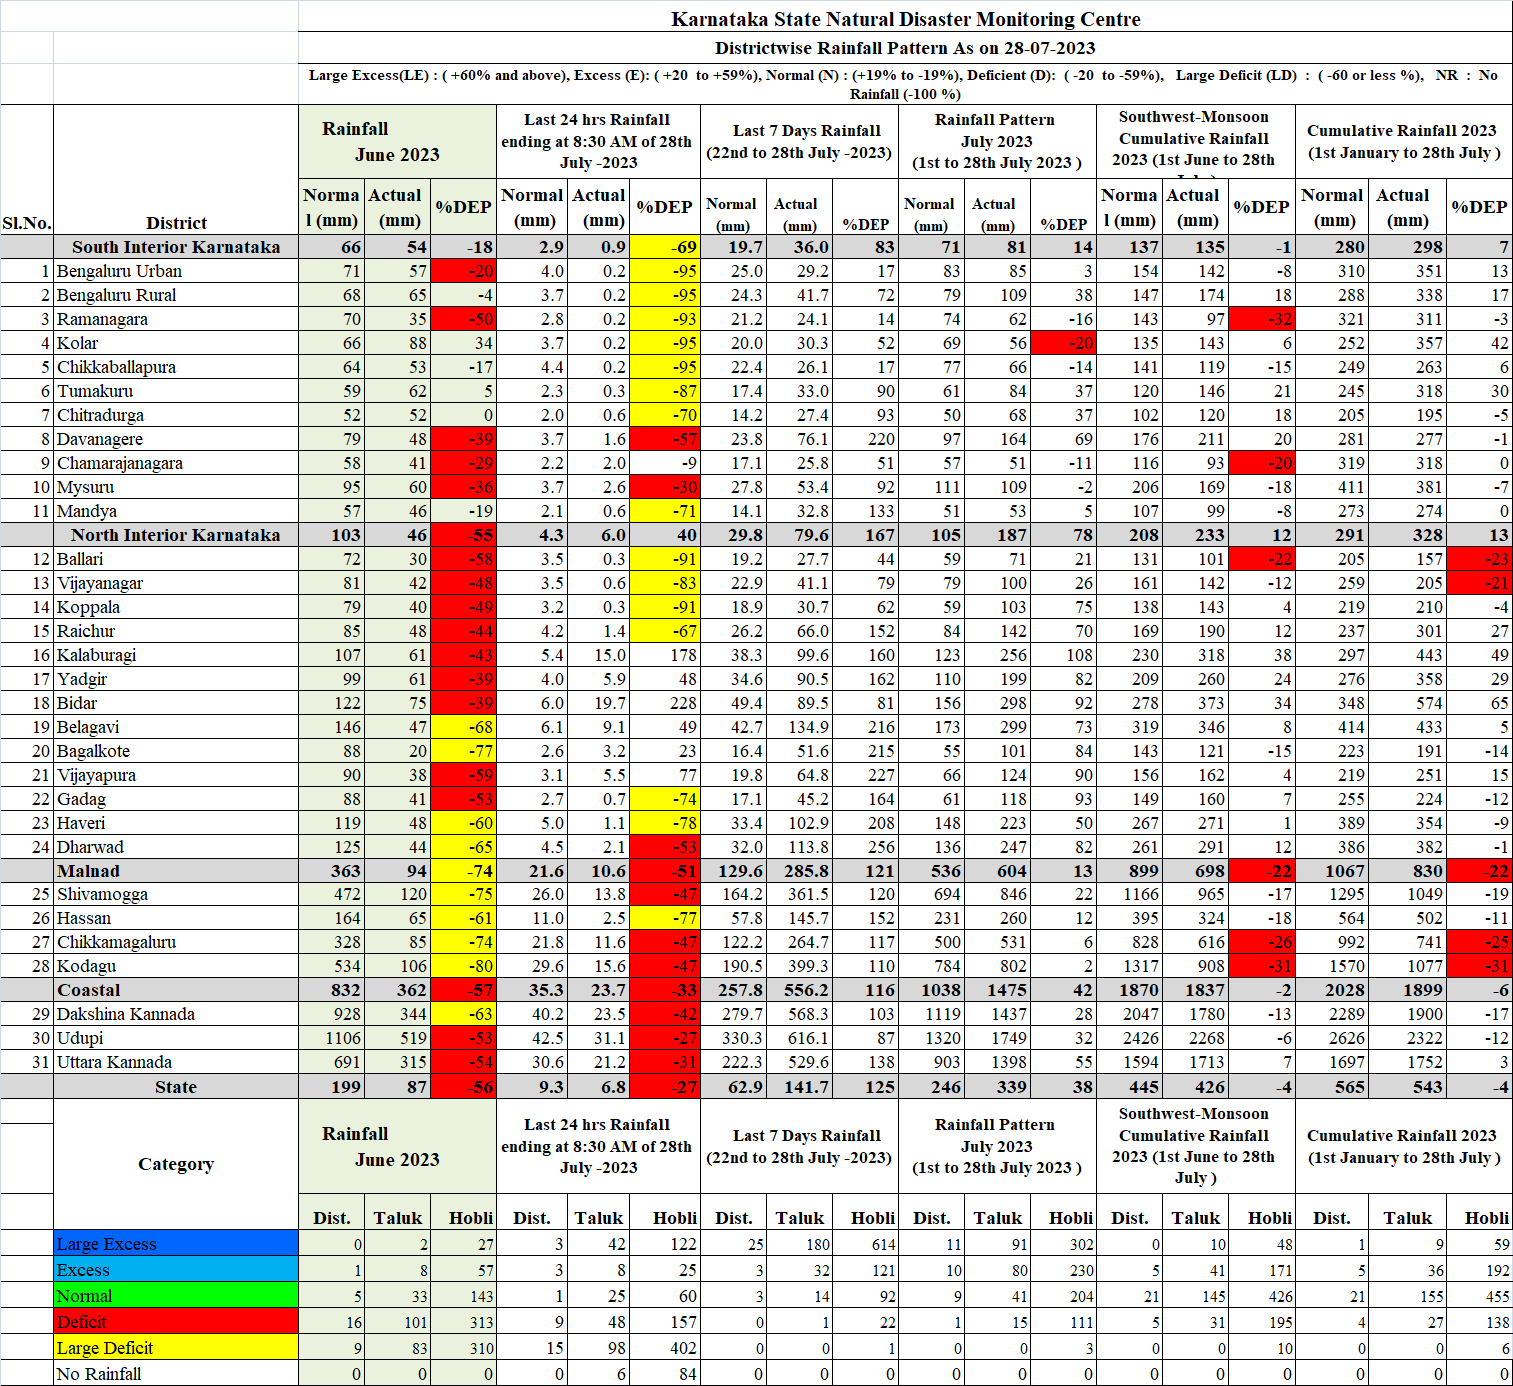 Karnataka State Natural Disaster Monitoring Centre
Districtwise Rainfall Pattern As on 28-07-2023
Large Excess(LE) : ( +60% and above), Excess (E): ( +20 to +59%), Normal (N) : (+19% to -19%), Deficient (D): ( -20 to -59%), Large Deficit (LD) : ( -60 or less %), NR : No
Rainfall (-100 %)
Sl.No. District Rainfall June 2023 Last 24 hrs Rainfall ending at 8:30 AM of 28th July -2023 Last 7 Days Rainfall (22nd to 28th July -2023) Rainfall Pattern July 2023 (1st to 28th July 2023 ) Southwest-Monsoon Cumulative Rainfall 2023 (1st June to 28th Cumulative Rainfall 2023 (1st January to 28th July )
Norma l (mm) Actual (mm) %DEP Normal (mm) Actual (mm) %DEP Normal (mm) Actual (mm) %DEP Normal (mm) Actual (mm) %DEP Norma l (mm) Actual (mm) %DEP Normal (mm) Actual (mm) %DEP
South Interior Karnataka 66 54 -18 2.9 0.9 -69 19.7 36.0 83 71 81 14 137 135 -1 280 298 7
1 Bengaluru Urban 71 57 -20 4.0 0.2 -95 25.0 29.2 17 83 85 3 154 142 -8 310 351 13
2 Bengaluru Rural 68 65 -4 3.7 0.2 -95 24.3 41.7 72 79 109 38 147 174 18 288 338 17
3 Ramanagara 70 35 -50 2.8 0.2 -93 21.2 24.1 14 74 62 -16 143 97 -32 321 311 -3
4 Kolar 66 88 34 3.7 0.2 -95 20.0 30.3 52 69 56 -20 135 143 6 252 357 42
5 Chikkaballapura 64 53 -17 4.4 0.2 -95 22.4 26.1 17 77 66 -14 141 119 -15 249 263 6
6 Tumakuru 59 62 5 2.3 0.3 -87 17.4 33.0 90 61 84 37 120 146 21 245 318 30
7 Chitradurga 52 52 0 2.0 0.6 -70 14.2 27.4 93 50 68 37 102 120 18 205 195 -5
8 Davanagere 79 48 -39 3.7 1.6 -57 23.8 76.1 220 97 164 69 176 211 20 281 277 -1
9 Chamarajanagara 58 41 -29 2.2 2.0 -9 17.1 25.8 51 57 51 -11 116 93 -20 319 318 0
10 Mysuru 95 60 -36 3.7 2.6 -30 27.8 53.4 92 111 109 -2 206 169 -18 411 381 -7
11 Mandya 57 46 -19 2.1 0.6 -71 14.1 32.8 133 51 53 5 107 99 -8 273 274 0
North Interior Karnataka 103 46 -55 4.3 6.0 40 29.8 79.6 167 105 187 78 208 233 12 291 328 13
12 Ballari 72 30 -58 3.5 0.3 -91 19.2 27.7 44 59 71 21 131 101 -22 205 157 -23
13 Vijayanagar 81 42 -48 3.5 0.6 -83 22.9 41.1 79 79 100 26 161 142 -12 259 205 -21
14 Koppala 79 40 -49 3.2 0.3 -91 18.9 30.7 62 59 103 75 138 143 4 219 210 -4
15 Raichur 85 48 -44 4.2 1.4 -67 26.2 66.0 152 84 142 70 169 190 12 237 301 27
16 Kalaburagi 107 61 -43 5.4 15.0 178 38.3 99.6 160 123 256 108 230 318 38 297 443 49
17 Yadgir 99 61 -39 4.0 5.9 48 34.6 90.5 162 110 199 82 209 260 24 276 358 29
18 Bidar 122 75 -39 6.0 19.7 228 49.4 89.5 81 156 298 92 278 373 34 348 574 65
19 Belagavi 146 47 -68 6.1 9.1 49 42.7 134.9 216 173 299 73 319 346 8 414 433 5
20 Bagalkote 88 20 -77 2.6 3.2 23 16.4 51.6 215 55 101 84 143 121 -15 223 191 -14
21 Vijayapura 90 38 -59 3.1 5.5 77 19.8 64.8 227 66 124 90 156 162 4 219 251 15
22 Gadag 88 41 -53 2.7 0.7 -74 17.1 45.2 164 61 118 93 149 160 7 255 224 -12
23 Haveri 119 48 -60 5.0 1.1 -78 33.4 102.9 208 148 223 50 267 271 1 389 354 -9
24 Dharwad 125 44 -65 4.5 2.1 -53 32.0 113.8 256 136 247 82 261 291 12 386 382 -1
Malnad 363 94 -74 21.6 10.6 -51 129.6 285.8 121 536 604 13 899 698 -22 1067 830 -22
25 Shivamogga 472 120 -75 26.0 13.8 -47 164.2 361.5 120 694 846 22 1166 965 -17 1295 1049 -19
26 Hassan 164 65 -61 11.0 2.5 -77 57.8 145.7 152 231 260 12 395 324 -18 564 502 -11
27 Chikkamagaluru 328 85 -74 21.8 11.6 -47 122.2 264.7 117 500 531 6 828 616 -26 992 741 -25
28 Kodagu 534 106 -80 29.6 15.6 -47 190.5 399.3 110 784 802 2 1317 908 -31 1570 1077 -31
Coastal 832 362 -57 35.3 23.7 -33 257.8 556.2 116 1038 1475 42 1870 1837 -2 2028 1899 -6
29 Dakshina Kannada 928 344 -63 40.2 23.5 -42 279.7 568.3 103 1119 1437 28 2047 1780 -13 2289 1900 -17
30 Udupi 1106 519 -53 42.5 31.1 -27 330.3 616.1 87 1320 1749 32 2426 2268 -6 2626 2322 -12
31 Uttara Kannada 691 315 -54 30.6 21.2 -31 222.3 529.6 138 903 1398 55 1594 1713 7 1697 1752 3
State 199 87 -56 9.3 6.8 -27 62.9 141.7 125 246 339 38 445 426 -4 565 543 -4
Category Rainfall June 2023 Last 24 hrs Rainfall ending at 8:30 AM of 28th July -2023 Last 7 Days Rainfall (22nd to 28th July -2023) Rainfall Pattern July 2023 (1st to 28th July 2023 ) Southwest-Monsoon Cumulative Rainfall 2023 (1st June to 28th July ) Cumulative Rainfall 2023 (1st January to 28th July )
Dist. Taluk Hobli Dist. Taluk Hobli Dist. Taluk Hobli Dist. Taluk Hobli Dist. Taluk Hobli Dist. Taluk Hobli
Large Excess 0 2 27 3 42 122 25 180 614 11 91 302 0 10 48 1 9 59
Excess 1 8 57 3 8 25 3 32 121 10 80 230 5 41 171 5 36 192
Normal 5 33 143 1 25 60 3 14 92 9 41 204 21 145 426 21 155 455
Deficit 16 101 313 9 48 157 0 1 22 1 15 111 5 31 195 4 27 138
Large Deficit 9 83 310 15 98 402 0 0 1 0 0 3 0 0 10 0 0 6
No Rainfall 0 0 0 0 6 84 0 0 0 0 0 0 0 0 0 0 0 0